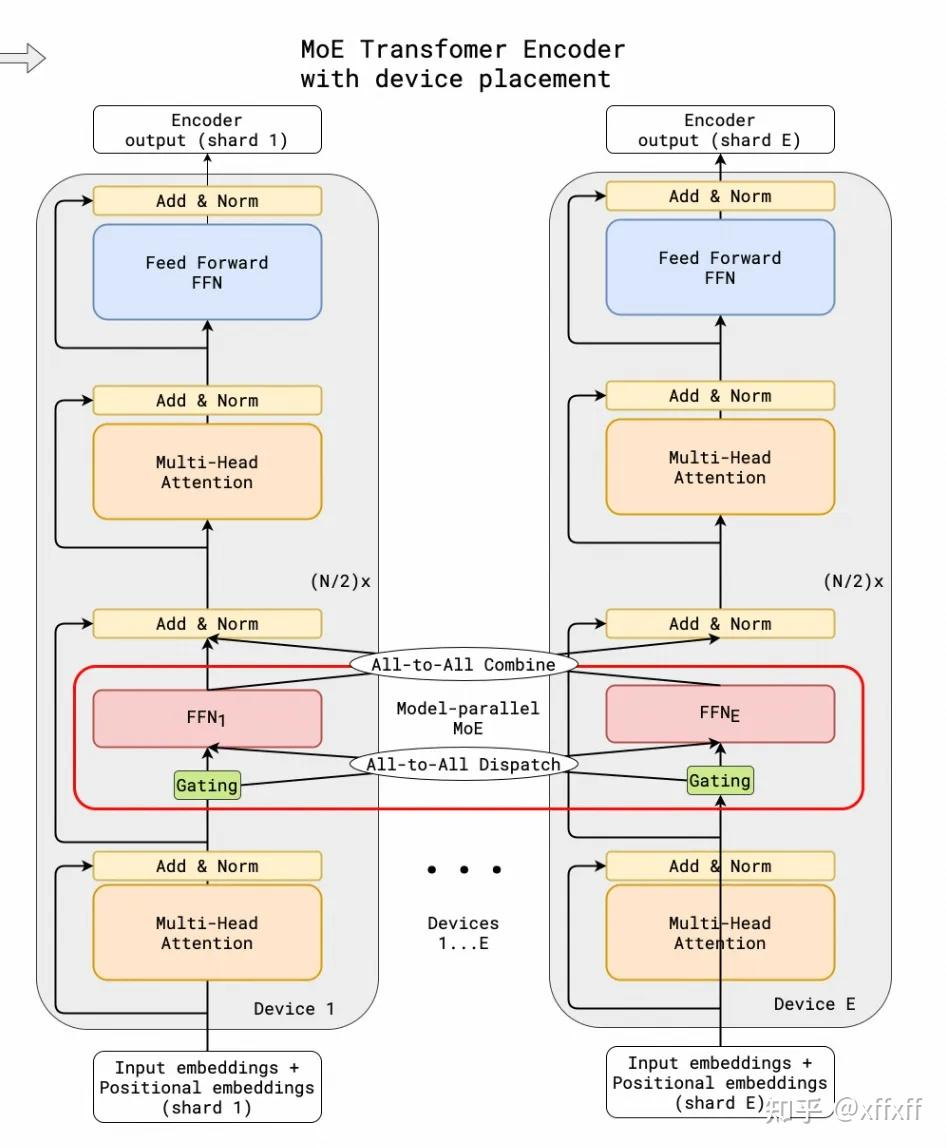 MoE Transfomer Encoder
with device placement
Encoder
output (shard 1)
Add & Norm
Feed Forward
FFN
Add & Norm
Multi-Head
Attention
(N/2)x
Add & Norm
FFN1
Gating
Add & Norm
Multi-Head
Attention
Device 1
Input embeddings +
Positional embeddings
(shard 1)
All-to-All Combine
Model-parallel
MoE
All-to-All Dispatch
. . .
Devices
1...E
Encoder
output (shard E)
Add & Norm
Feed Forward
FFN
Add & Norm
Multi-Head
Attention
(N/2)x
Add & Norm
FFNE
Gating
Add & Norm
Multi-Head
Attention
Device E
Input embeddings +
Positional embeddings
(shard E)
知乎 @xffxff